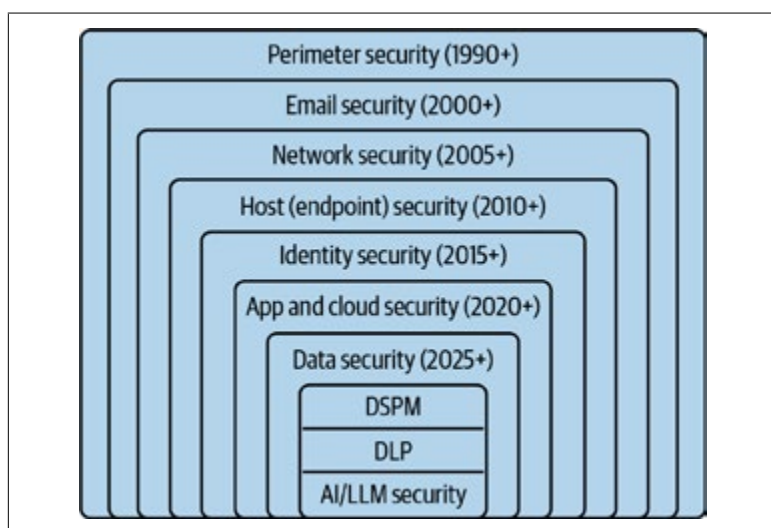 Perimeter security (1990+)
Email security (2000+)
Network security (2005+)
Host (endpoint) security (2010+)
Identity security (2015+)
App and cloud security (2020+)
Data security (2025+)
DSPM
DLP
AI/LLM security